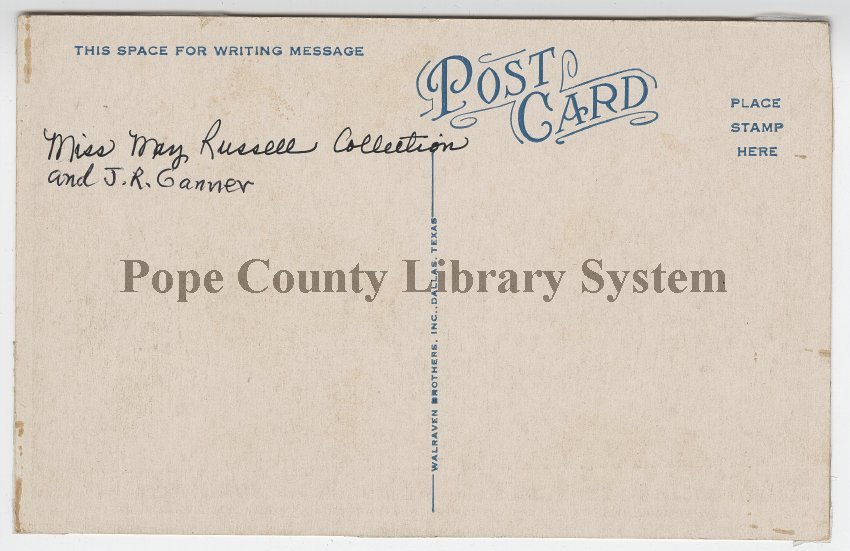 THIS SPACE FOR WRITING MESSAGE
POST CARD
PLACE
STAMP
HERE
Miss May Russell Collection
and J.R. Ganner
Pope County Library System
WALRAVEN BROTHERS, INC., DALLAS, TEXAS